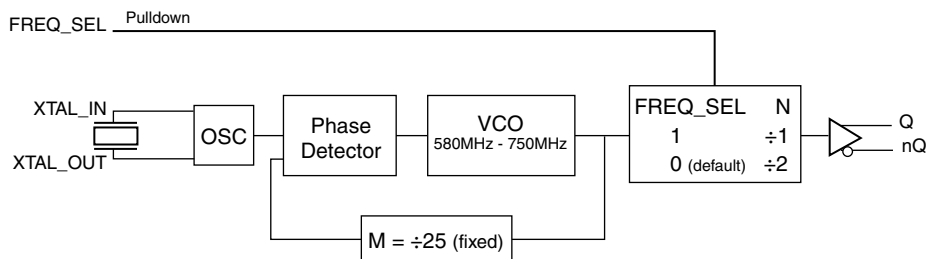 FREQ_SEL Pulldown
XTAL_IN
XTAL_OUT
OSC
Phase
Detector
VCO
580MHz - 750MHz
FREQ_SEL N
1 ÷1
0 (default) ÷2
Q
nQ
M = ÷25 (fixed)